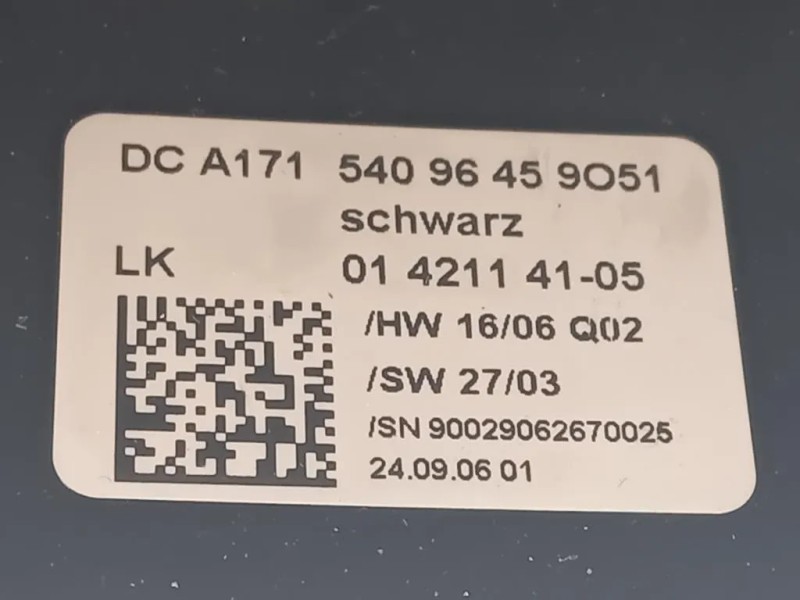 DC A171 540 96 45 9O51
schwarz
LK 01 4211 41-05
/HW 16/06 Q02
/SW 27/03
/SN 90029062670025
24.09.06 01